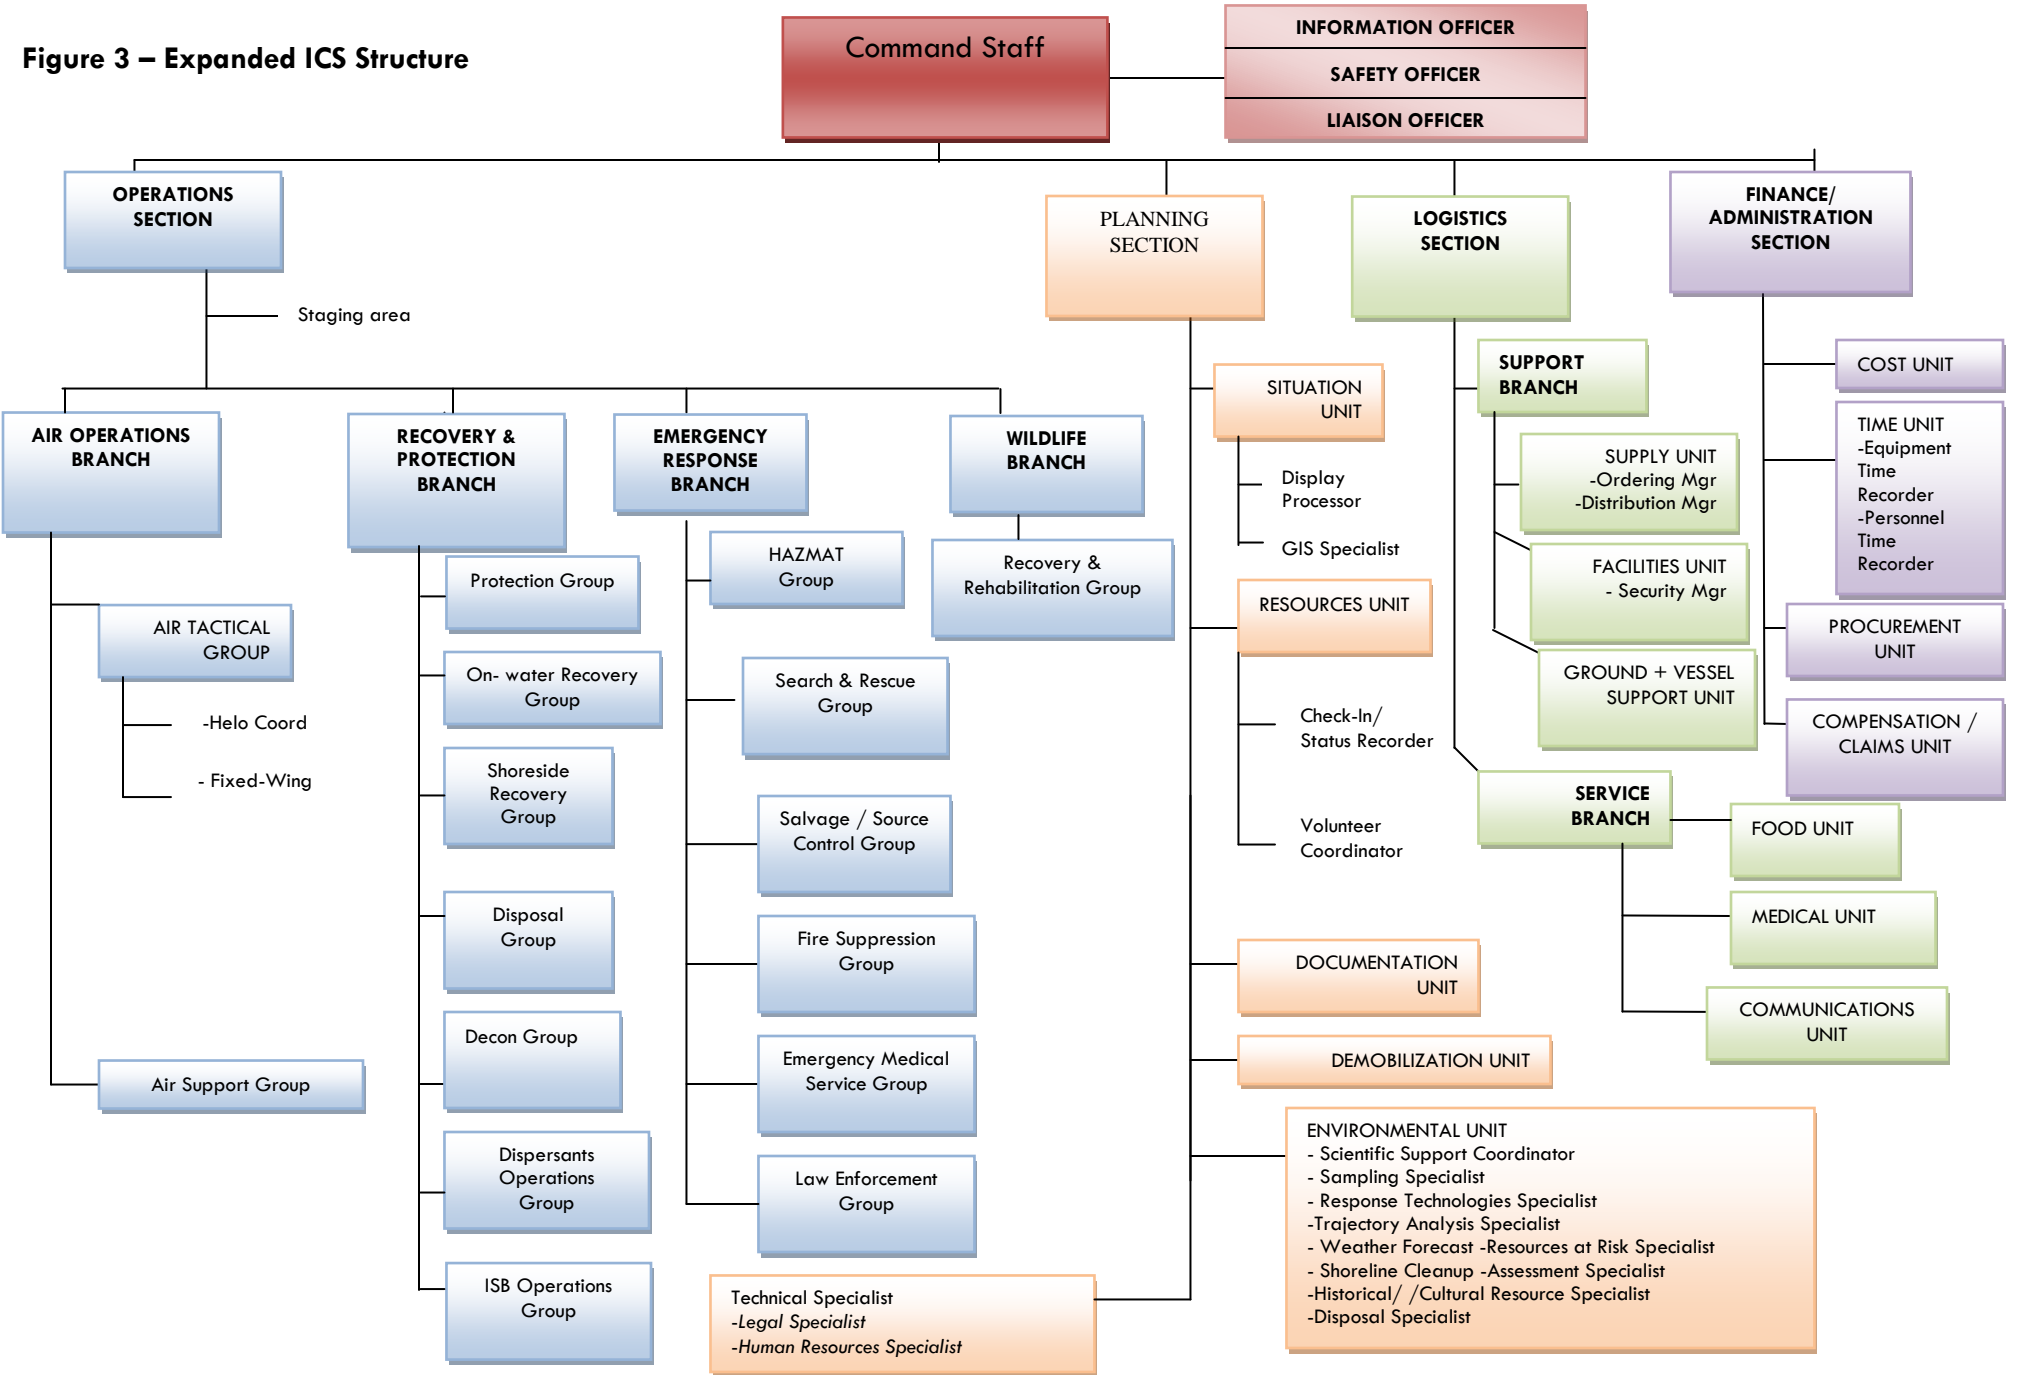 Figure 3 – Expanded ICS Structure
Command Staff
INFORMATION OFFICER
SAFETY OFFICER
LIAISON OFFICER
OPERATIONS
SECTION
Staging area
AIR OPERATIONS
BRANCH
AIR TACTICAL
GROUP
-Helo Coord
- Fixed-Wing
Air Support Group
RECOVERY &
PROTECTION
BRANCH
Protection Group
On- water Recovery
Group
Shoreside
Recovery
Group
Disposal
Group
Decon Group
Dispersants
Operations
Group
ISB Operations
Group
EMERGENCY
RESPONSE
BRANCH
HAZMAT
Group
Search & Rescue
Group
Salvage / Source
Control Group
Fire Suppression
Group
Emergency Medical
Service Group
Law Enforcement
Group
WILDLIFE
BRANCH
Recovery &
Rehabilitation Group
PLANNING
SECTION
SITUATION
UNIT
Display
Processor
GIS Specialist
RESOURCES UNIT
Check-In/
Status Recorder
Volunteer
Coordinator
DOCUMENTATION
UNIT
DEMOBILIZATION UNIT
ENVIRONMENTAL UNIT
- Scientific Support Coordinator
- Sampling Specialist
- Response Technologies Specialist
-Trajectory Analysis Specialist
- Weather Forecast -Resources at Risk Specialist
- Shoreline Cleanup -Assessment Specialist
-Historical/ /Cultural Resource Specialist
-Disposal Specialist
Technical Specialist
-Legal Specialist
-Human Resources Specialist
LOGISTICS
SECTION
SUPPORT
BRANCH
SUPPLY UNIT
-Ordering Mgr
-Distribution Mgr
FACILITIES UNIT
- Security Mgr
GROUND + VESSEL
SUPPORT UNIT
SERVICE
BRANCH
FOOD UNIT
MEDICAL UNIT
COMMUNICATIONS
UNIT
FINANCE/
ADMINISTRATION
SECTION
COST UNIT
TIME UNIT
-Equipment
Time
Recorder
-Personnel
Time
Recorder
PROCUREMENT
UNIT
COMPENSATION /
CLAIMS UNIT